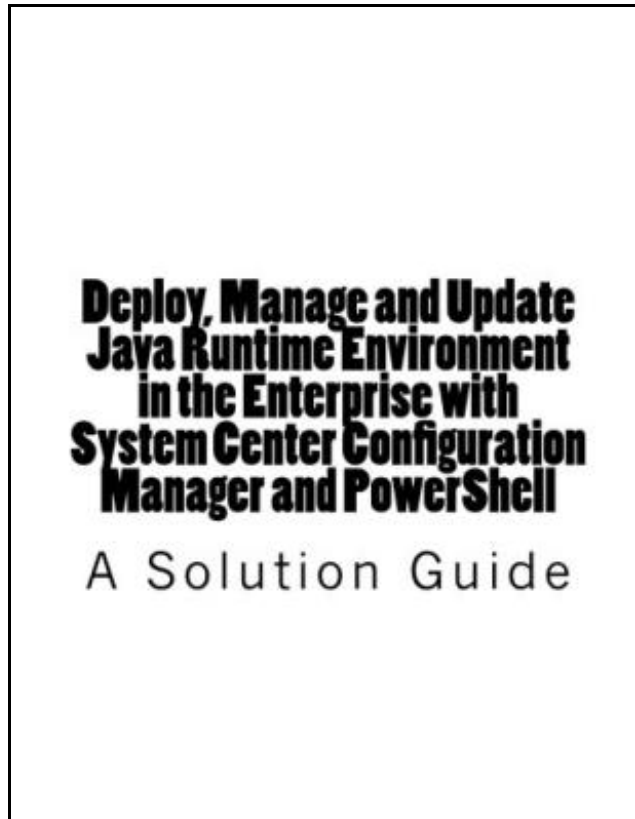 Deploy, Manage and Update
Java Runtime Environment
in the Enterprise with
System Center Configuration
Manager and PowerShell
A Solution Guide